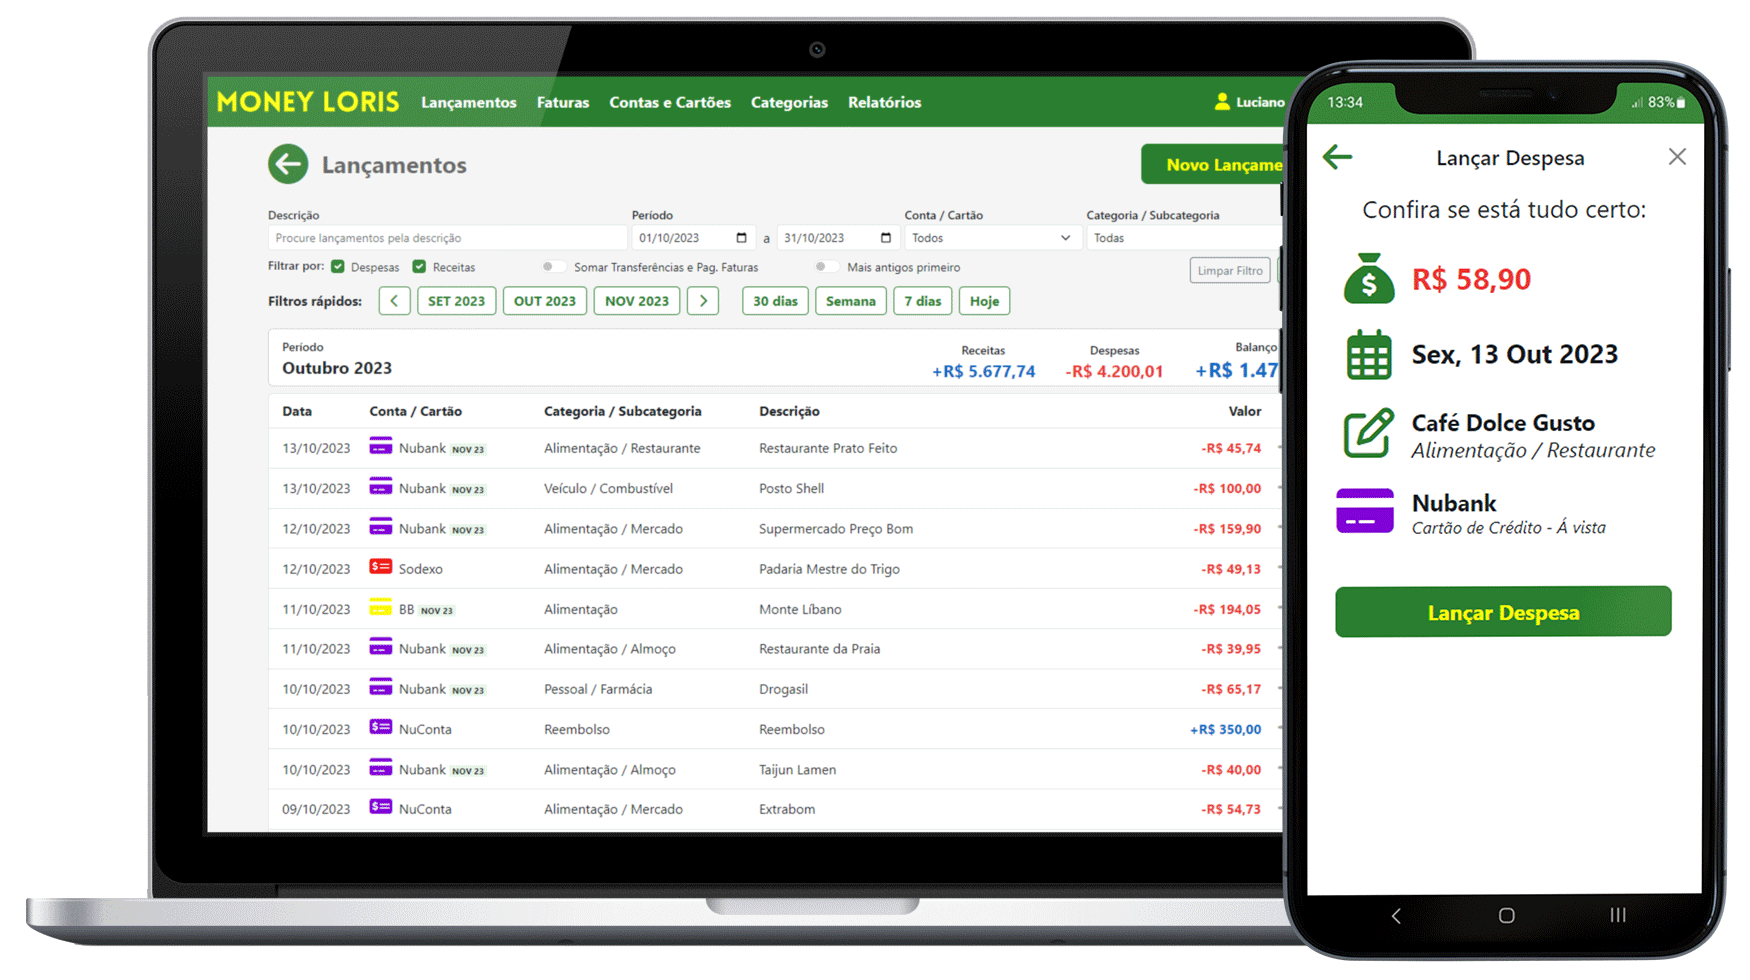 MONEY LORIS Lançamentos Faturas Contas e Cartões Categorias Relatórios Luciano
Lançamentos Novo Lançame
Descrição Período Conta / Cartão Categoria / Subcategoria
Procure lançamentos pela descrição 01/10/2023 a 31/10/2023 Todos Todas
Filtrar por: Despesas Receitas Somar Transferências e Pag. Faturas Mais antigos primeiro Limpar Filtro
Filtros rápidos: SET 2023 OUT 2023 NOV 2023 30 dias Semana 7 dias Hoje
Período Receitas Despesas Balanço
Outubro 2023 +R$ 5.677,74 -R$ 4.200,01 +R$ 1.47
Data Conta / Cartão Categoria / Subcategoria Descrição Valor
13/10/2023 Nubank NOV 23 Alimentação / Restaurante Restaurante Prato Feito -R$ 45,74
13/10/2023 Nubank NOV 23 Veículo / Combustível Posto Shell -R$ 100,00
12/10/2023 Nubank NOV 23 Alimentação / Mercado Supermercado Preço Bom -R$ 159,90
12/10/2023 Sodexo Alimentação / Mercado Padaria Mestre do Trigo -R$ 49,13
11/10/2023 BB NOV 23 Alimentação Monte Líbano -R$ 194,05
11/10/2023 Nubank NOV 23 Alimentação / Almoço Restaurante da Praia -R$ 39,95
10/10/2023 Nubank NOV 23 Pessoal / Farmácia Drogasil -R$ 65,17
10/10/2023 NuConta Reembolso Reembolso +R$ 350,00
10/10/2023 Nubank NOV 23 Alimentação / Almoço Taijun Lamen -R$ 40,00
09/10/2023 NuConta Alimentação / Mercado Extrabom -R$ 54,73
13:34 83%
Lançar Despesa
Confira se está tudo certo:
R$ 58,90
Sex, 13 Out 2023
Café Dolce Gusto
Alimentação / Restaurante
Nubank
Cartão de Crédito - Á vista
Lançar Despesa